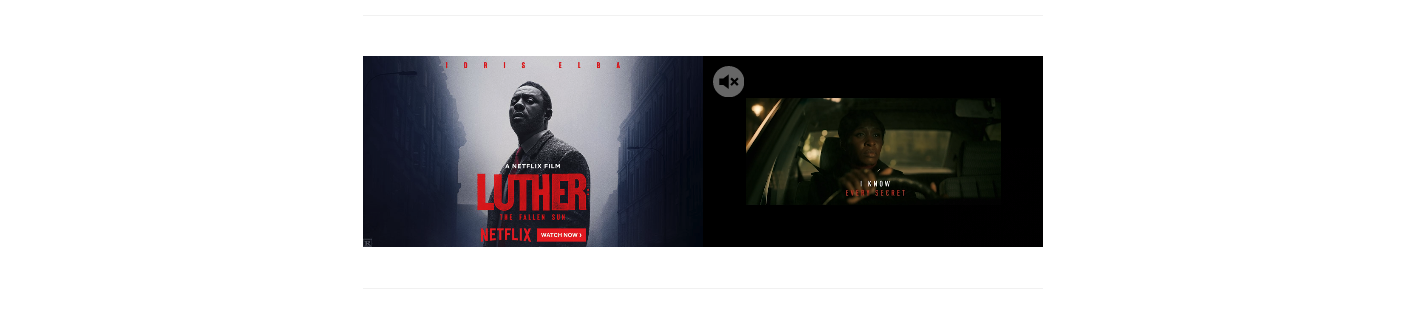 IDRIS ELBA
A NETFLIX FILM
LUTHER
THE FALLEN SUN
NETFLIX
WATCH NOW ›
I KNOW
EVERY SECRET